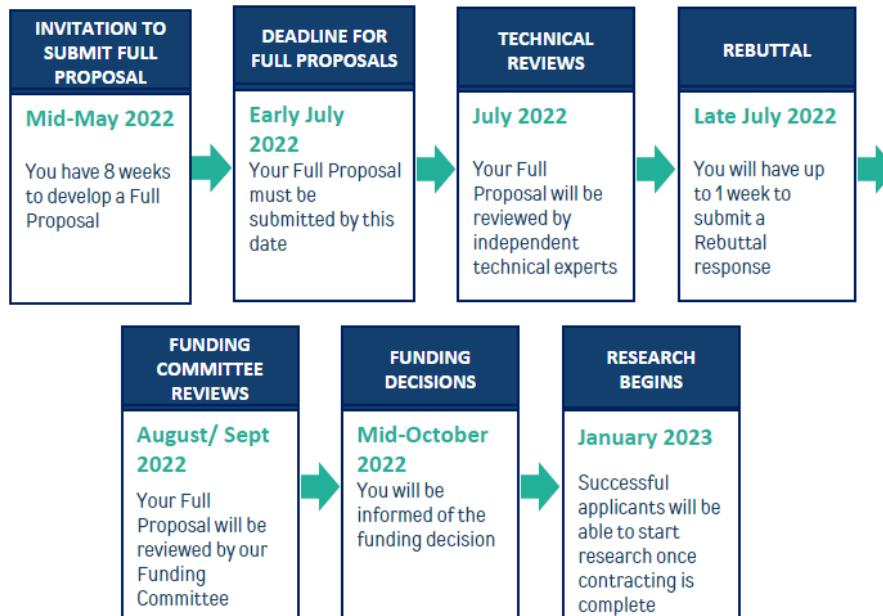 INVITATION TO
SUBMIT FULL
PROPOSAL
Mid-May 2022
You have 8 weeks
to develop a Full
Proposal
DEADLINE FOR
FULL PROPOSALS
Early July
2022
Your Full Proposal
must be
submitted by this
date
TECHNICAL
REVIEWS
July 2022
Your Full
Proposal will be
reviewed by
independent
technical experts
REBUTTAL
Late July 2022
You will have up
to 1 week to
submit a
Rebuttal
response
FUNDING
COMMITTEE
REVIEWS
August/ Sept
2022
Your Full
Proposal will be
reviewed by our
Funding
Committee
FUNDING
DECISIONS
Mid-October
2022
You will be
informed of the
funding decision
RESEARCH
BEGINS
January 2023
Successful
applicants will be
able to start
research once
contracting is
complete